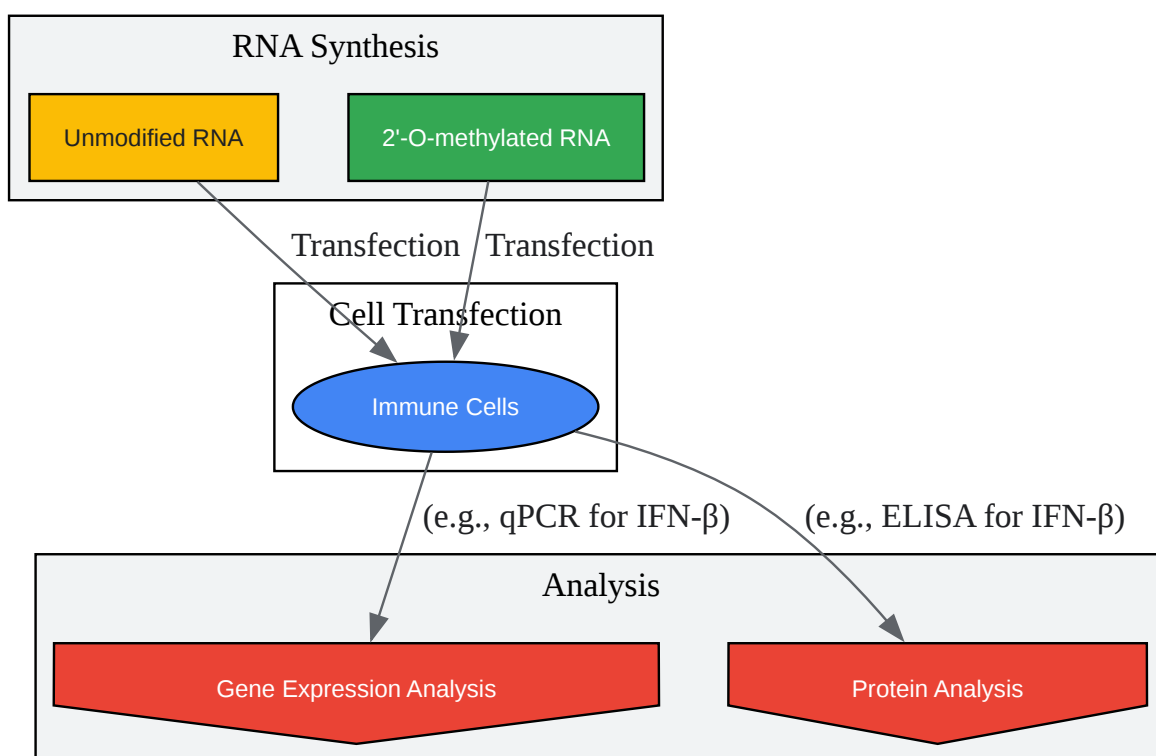 RNA Synthesis
Unmodified RNA
2'-O-methylated RNA
Transfection
Transfection
Cell Transfection
Immune Cells
(e.g., qPCR for IFN-β)
(e.g., ELISA for IFN-β)
Analysis
Gene Expression Analysis
Protein Analysis